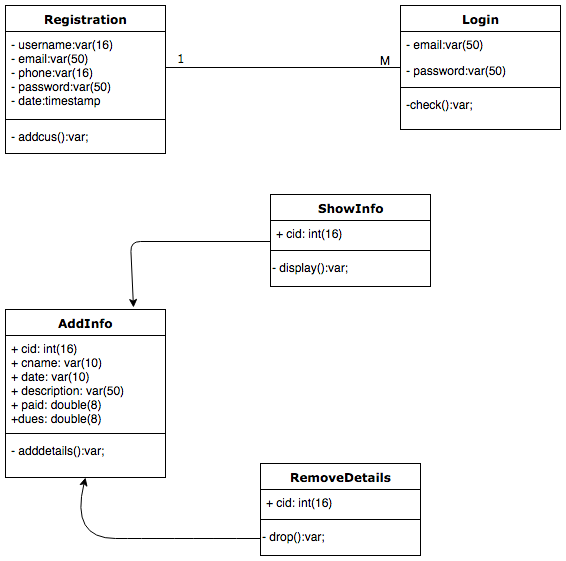 Registration
- username:var(16)
- email:var(50)
- phone:var(16)
- password:var(50)
- date:timestamp
- addcus():var;
1
M
Login
- email:var(50)
- password:var(50)
-check():var;
ShowInfo
+ cid: int(16)
- display():var;
AddInfo
+ cid: int(16)
+ cname: var(10)
+ date: var(10)
+ description: var(50)
+ paid: double(8)
+dues: double(8)
- adddetails():var;
RemoveDetails
+ cid: int(16)
- drop():var;